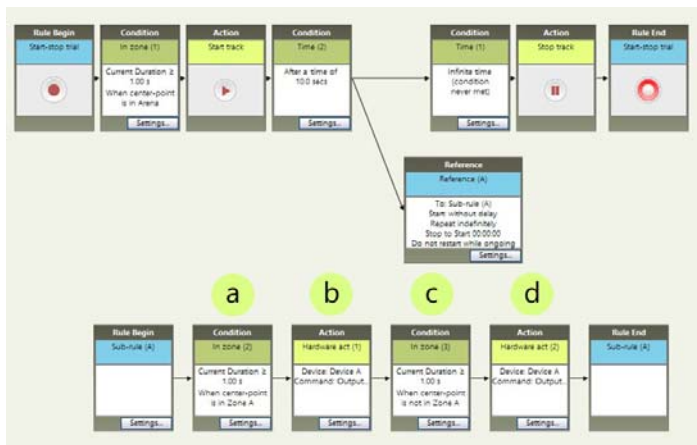 Rule Begin
Start-stop trial
Condition
In zone (1)
Current Duration ≥
1.00 s
When center-point
is in Arena
Settings...
Action
Start track
Condition
Time (2)
After a time of
10.0 secs
Settings...
Condition
Time (1)
Infinite time
(condition
never met)
Settings...
Action
Stop track
Rule End
Start-stop trial
Reference
Reference (A)
To: Sub-rule (A)
Start without delay
Repeat indefinitely
Stop to Start 00:00:00
Do not restart while ongoing
Settings...
a
b
c
d
Rule Begin
Sub-rule (A)
Settings...
Condition
In zone (2)
Current Duration ≥
1.00 s
When center-point
is in Zone A
Settings...
Action
Hardware act (1)
Device: Device A
Command: Output...
Settings...
Condition
In zone (3)
Current Duration ≥
1.00 s
When center-point
is not in Zone A
Settings...
Action
Hardware act (2)
Device: Device A
Command: Output...
Settings...
Rule End
Sub-rule (A)
Settings...